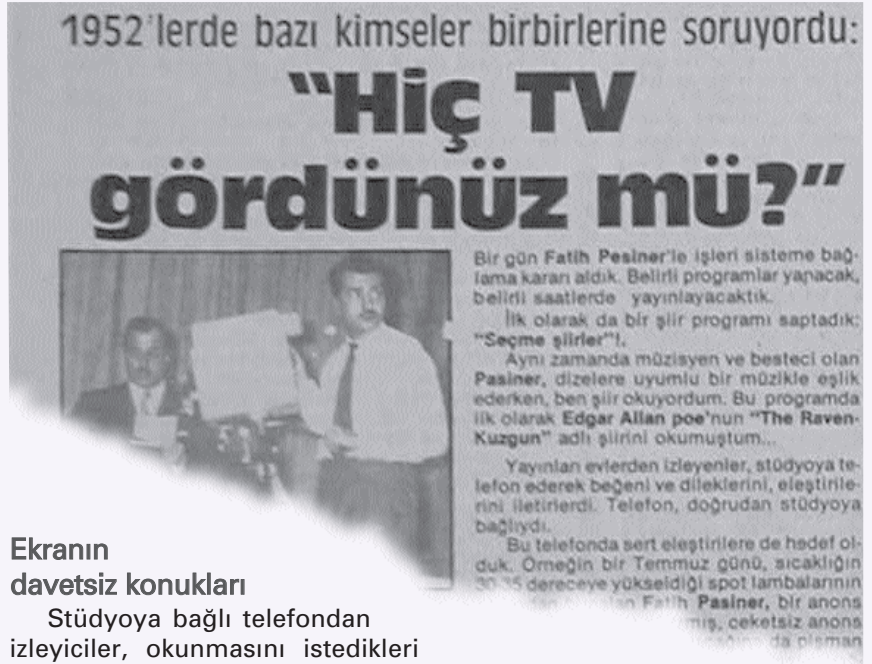 1952'lerde bazı kimseler birbirlerine soruyordu:
"Hiç TV
gördünüz mü?"
Bir gün Fatih Pesiner'le işleri sisteme bağ-
lama kararı aldık. Belirli programlar yapacak,
belirli saatlerde yayınlayacaktık.
İlk olarak da bir şiir programı saptadık:
"Seçme şiirler"!.
Aynı zamanda müzisyen ve besteci olan
Pasiner, dizelere uyumlu bir müzikle eşlik
ederken, ben şiir okuyordum. Bu programda
ilk olarak Edgar Allan poe'nun "The Raven-
Kuzgun" adlı şiirini okumuştum...
Yayınları evlerden izleyenler, stüdyoya te-
lefon ederek beğeni ve dileklerini, eleştirile-
rini iletirlerdi. Telefon, doğrudan stüdyoya
bağlıydı.
Bu telefonda sert eleştirilere de hedef ol-
duk. Örneğin bir Temmuz günü, sıcaklığın
30-35 dereceye yükseldiği spot lambalarının
Fatih Pasiner, bir anons
ceketsiz anons
da pişman
Ekranın
davetsiz konukları
Stüdyoya bağlı telefondan
izleyiciler, okunmasını istedikleri